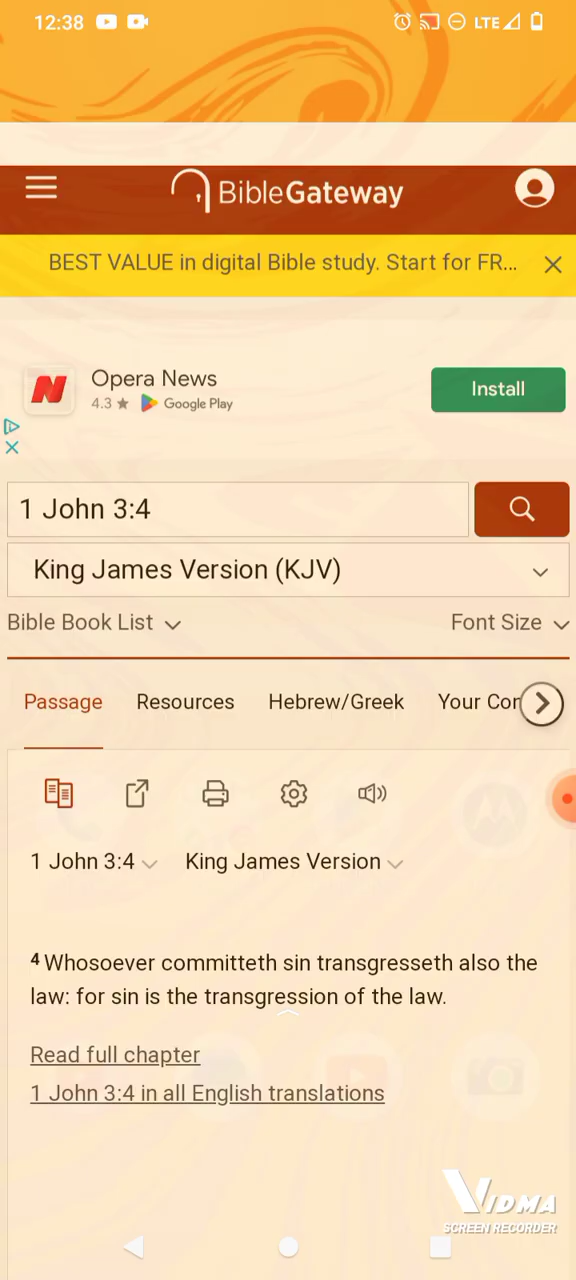 12:38 LTE
BibleGateway
BEST VALUE in digital Bible study. Start for FR...
Opera News
4.3 ★ Google Play
Install
1 John 3:4
King James Version (KJV)
Bible Book List Font Size
Passage Resources Hebrew/Greek Your Cor
1 John 3:4 King James Version
4 Whosoever committeth sin transgresseth also the
law: for sin is the transgression of the law.
Read full chapter
1 John 3:4 in all English translations
VIDMA
SCREEN RECORDER